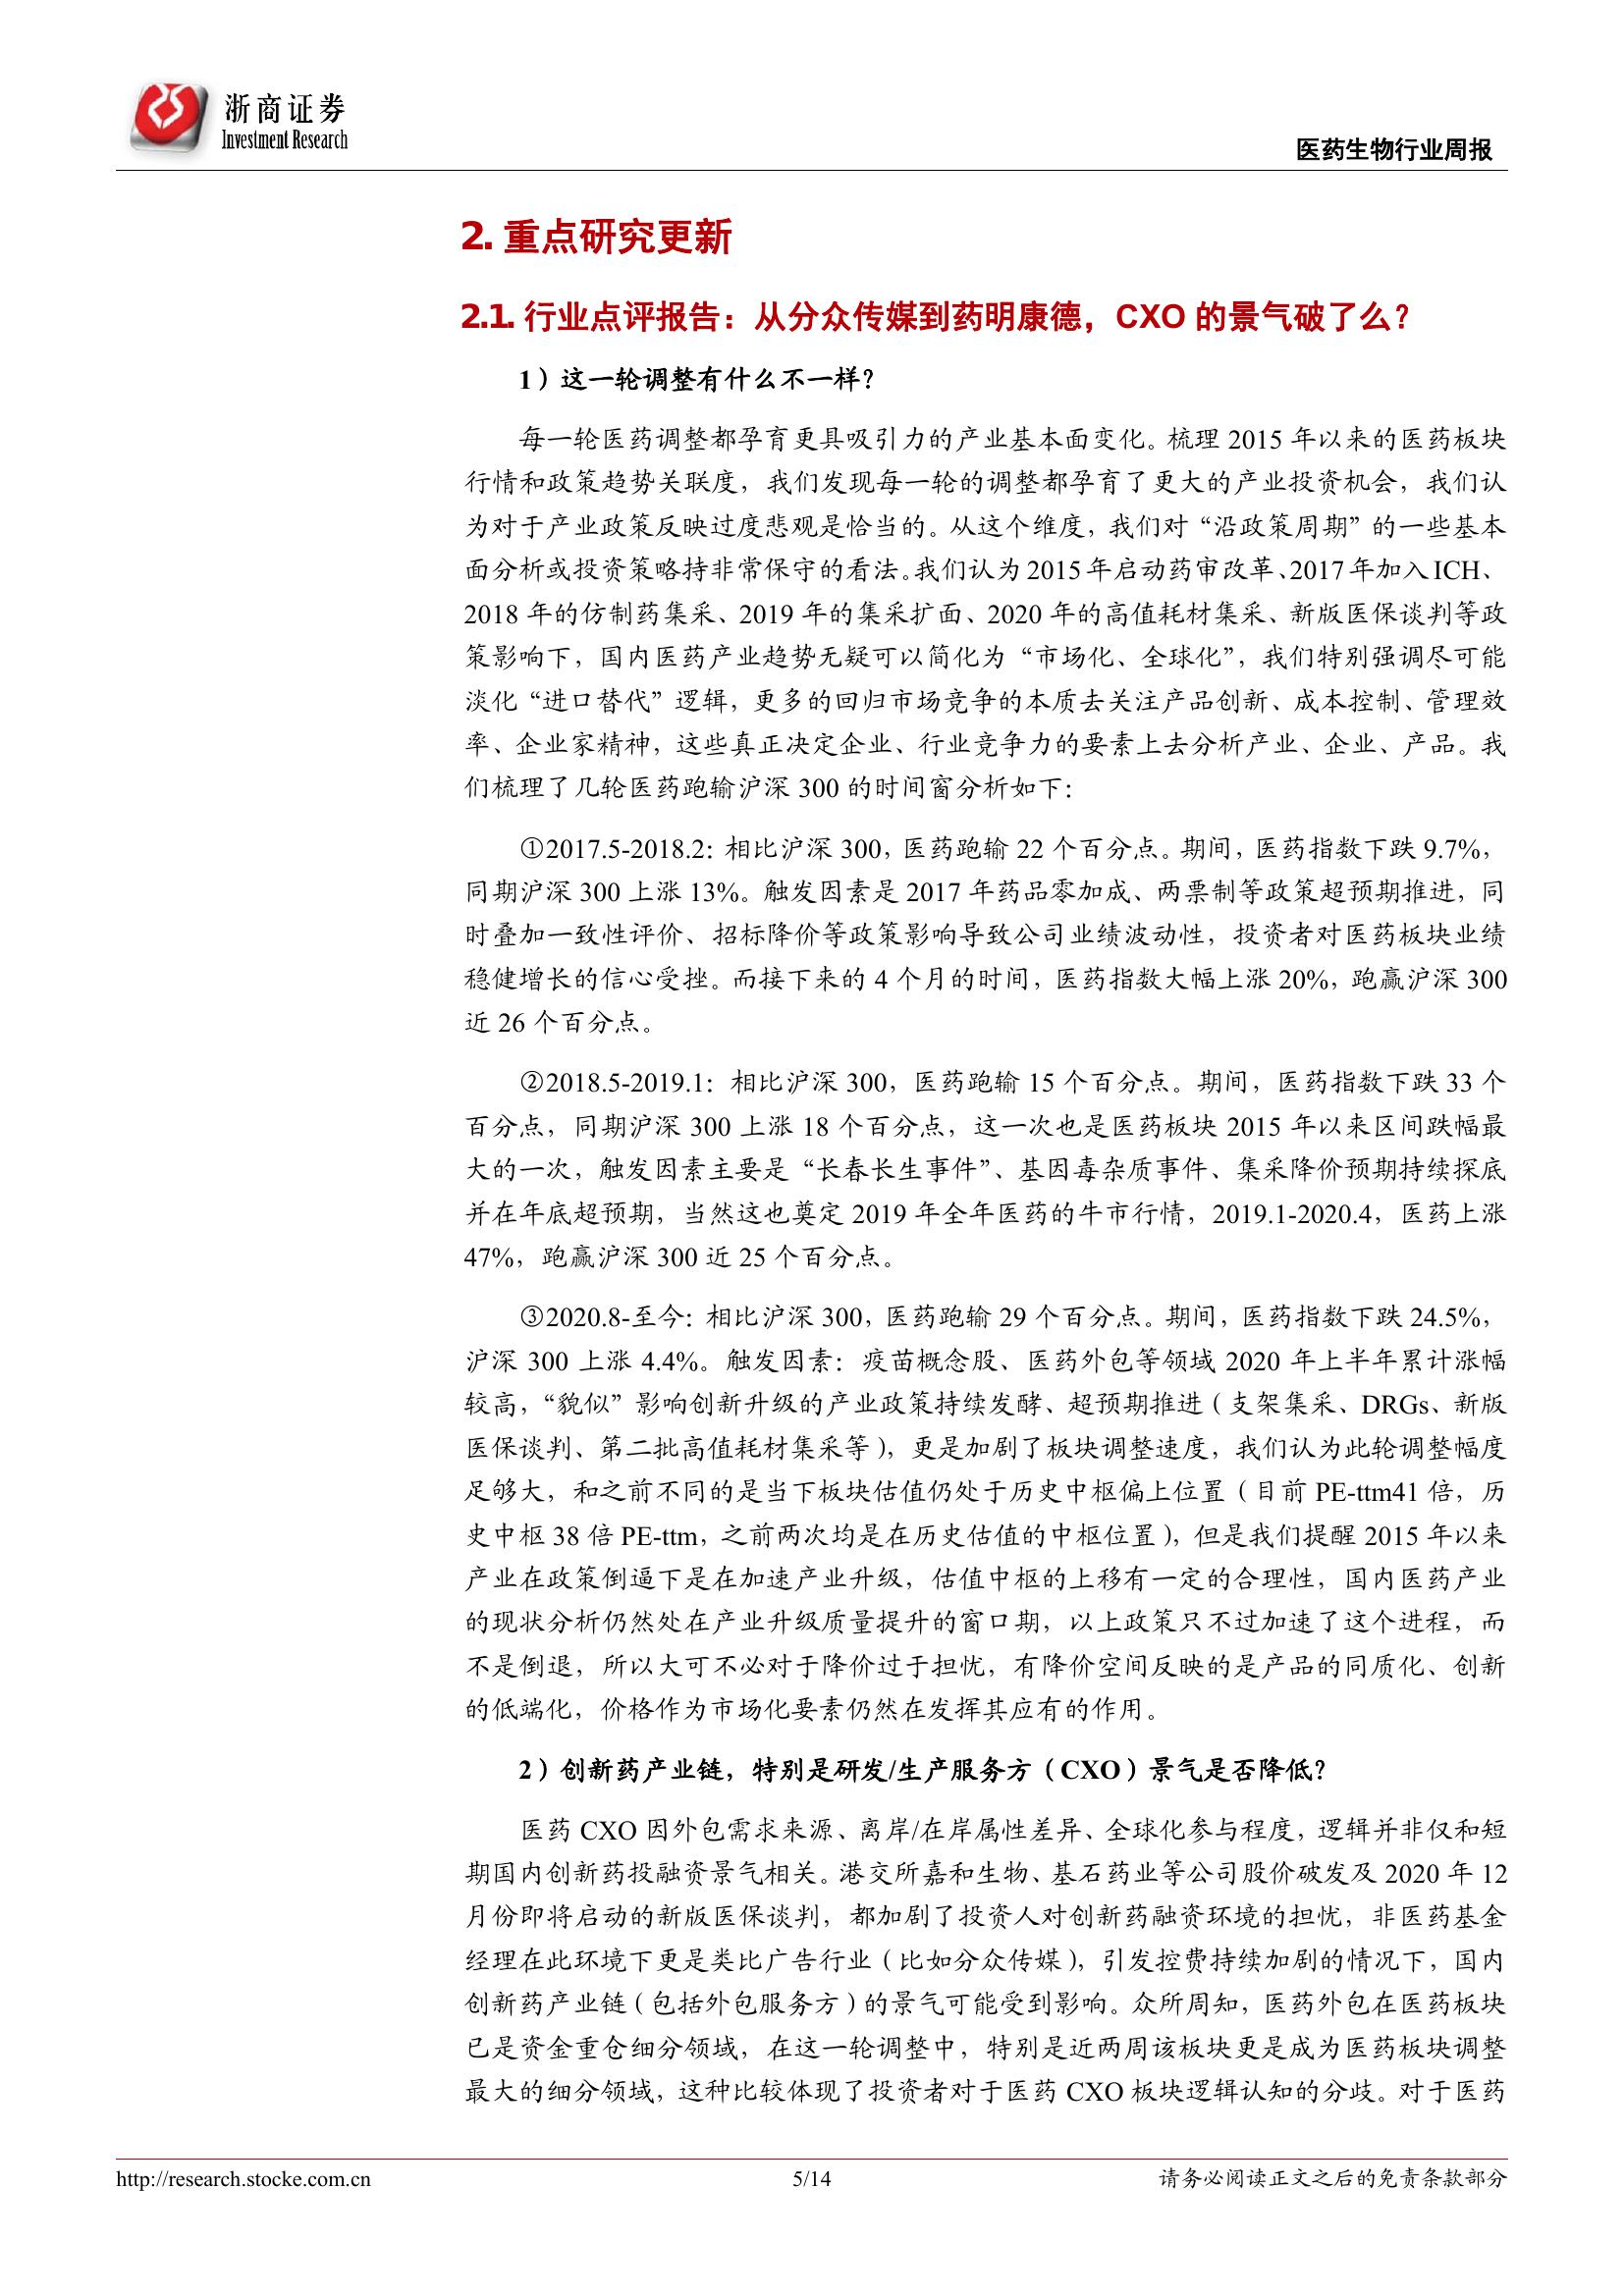 浙商证券
Investment Research
医药生物行业周报
2. 重点研究更新
2.1. 行业点评报告：从分众传媒到药明康德，CXO 的景气破了么？
1）这一轮调整有什么不一样？
每一轮医药调整都孕育更具吸引力的产业基本面变化。梳理 2015 年以来的医药板块
行情和政策趋势关联度，我们发现每一轮的调整都孕育了更大的产业投资机会，我们认
为对于产业政策反映过度悲观是恰当的。从这个维度，我们对“沿政策周期”的一些基本
面分析或投资策略持非常保守的看法。我们认为 2015 年启动药审改革、2017 年加入 ICH、
2018 年的仿制药集采、2019 年的集采扩面、2020 年的高值耗材集采、新版医保谈判等政
策影响下，国内医药产业趋势无疑可以简化为“市场化、全球化”，我们特别强调尽可能
淡化“进口替代”逻辑，更多的回归市场竞争的本质去关注产品创新、成本控制、管理效
率、企业家精神，这些真正决定企业、行业竞争力的要素上去分析产业、企业、产品。我
们梳理了几轮医药跑输沪深 300 的时间窗分析如下：
①2017.5-2018.2：相比沪深 300，医药跑输 22 个百分点。期间，医药指数下跌 9.7%，
同期沪深 300 上涨 13%。触发因素是 2017 年药品零加成、两票制等政策超预期推进，同
时叠加一致性评价、招标降价等政策影响导致公司业绩波动性，投资者对医药板块业绩
稳健增长的信心受挫。而接下来的 4 个月的时间，医药指数大幅上涨 20%，跑赢沪深 300
近 26 个百分点。
②2018.5-2019.1：相比沪深 300，医药跑输 15 个百分点。期间，医药指数下跌 33 个
百分点，同期沪深 300 上涨 18 个百分点，这一次也是医药板块 2015 年以来区间跌幅最
大的一次，触发因素主要是“长春长生事件”、基因毒杂质事件、集采降价预期持续探底
并在年底超预期，当然这也奠定 2019 年全年医药的牛市行情，2019.1-2020.4，医药上涨
47%，跑赢沪深 300 近 25 个百分点。
③2020.8-至今：相比沪深 300，医药跑输 29 个百分点。期间，医药指数下跌 24.5%，
沪深 300 上涨 4.4%。触发因素：疫苗概念股、医药外包等领域 2020 年上半年累计涨幅
较高，“貌似”影响创新升级的产业政策持续发酵、超预期推进（支架集采、DRGs、新版
医保谈判、第二批高值耗材集采等），更是加剧了板块调整速度，我们认为此轮调整幅度
足够大，和之前不同的是当下板块估值仍处于历史中枢偏上位置（目前 PE-ttm41 倍，历
史中枢 38 倍 PE-ttm，之前两次均是在历史估值的中枢位置），但是我们提醒 2015 年以来
产业在政策倒逼下是在加速产业升级，估值中枢的上移有一定的合理性，国内医药产业
的现状分析仍然处在产业升级质量提升的窗口期，以上政策只不过加速了这个进程，而
不是倒退，所以大可不必对于降价过于担忧，有降价空间反映的是产品的同质化、创新
的低端化，价格作为市场化要素仍然在发挥其应有的作用。
2）创新药产业链，特别是研发/生产服务方（CXO）景气是否降低？
医药 CXO 因外包需求来源、离岸/在岸属性差异、全球化参与程度，逻辑并非仅和短
期国内创新药投融资景气相关。港交所嘉和生物、基石药业等公司股价破发及 2020 年 12
月份即将启动的新版医保谈判，都加剧了投资人对创新药融资环境的担忧，非医药基金
经理在此环境下更是类比广告行业（比如分众传媒），引发控费持续加剧的情况下，国内
创新药产业链（包括外包服务方）的景气可能受到影响。众所周知，医药外包在医药板块
已是资金重仓细分领域，在这一轮调整中，特别是近两周该板块更是成为医药板块调整
最大的细分领域，这种比较体现了投资者对于医药 CXO 板块逻辑认知的分歧。对于医药
http://research.stocke.com.cn
5/14
请务必阅读正文之后的免责条款部分